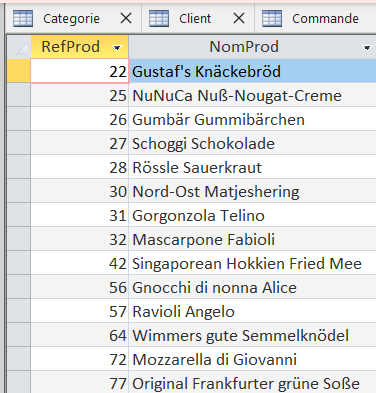 Categorie Client Commande
RefProd NomProd
22 Gustaf's Knäckebröd
25 NuNuCa Nuß-Nougat-Creme
26 Gumbär Gummibärchen
27 Schoggi Schokolade
28 Rössle Sauerkraut
30 Nord-Ost Matjeshering
31 Gorgonzola Telino
32 Mascarpone Fabioli
42 Singaporean Hokkien Fried Mee
56 Gnocchi di nonna Alice
57 Ravioli Angelo
64 Wimmers gute Semmelknödel
72 Mozzarella di Giovanni
77 Original Frankfurter grüne Soße